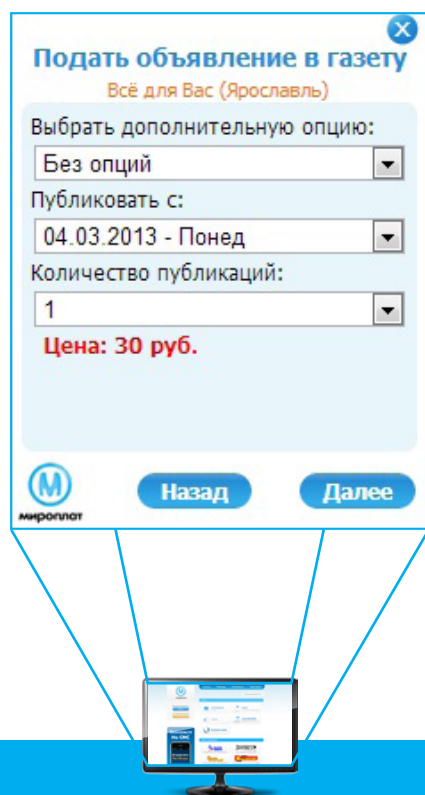 Подать объявление в газету
Всё для Вас (Ярославль)
Выбрать дополнительную опцию:
Без опций
Публиковать с:
04.03.2013 - Понед
Количество публикаций:
1
Цена: 30 руб.
М
мироплат
Назад
Далее